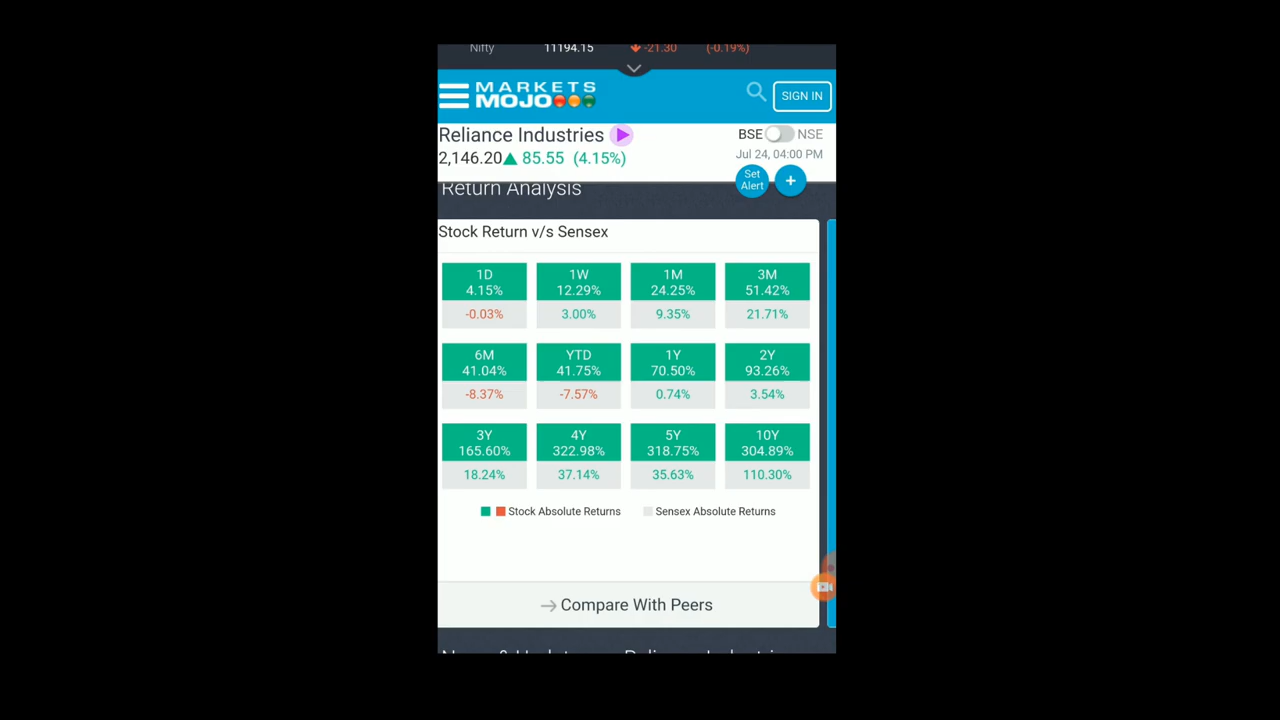 Nifty 11194.15 -21.30 (-0.19%)
MARKETS
MOJO
SIGN IN
Reliance Industries BSE NSE
2,146.20 85.55 (4.15%) Jul 24, 04:00 PM
Set
Alert
+
Return Analysis
Stock Return v/s Sensex
1D 1W 1M 3M
4.15% 12.29% 24.25% 51.42%
-0.03% 3.00% 9.35% 21.71%
6M YTD 1Y 2Y
41.04% 41.75% 70.50% 93.26%
-8.37% -7.57% 0.74% 3.54%
3Y 4Y 5Y 10Y
165.60% 322.98% 318.75% 304.89%
18.24% 37.14% 35.63% 110.30%
Stock Absolute Returns Sensex Absolute Returns
Compare With Peers